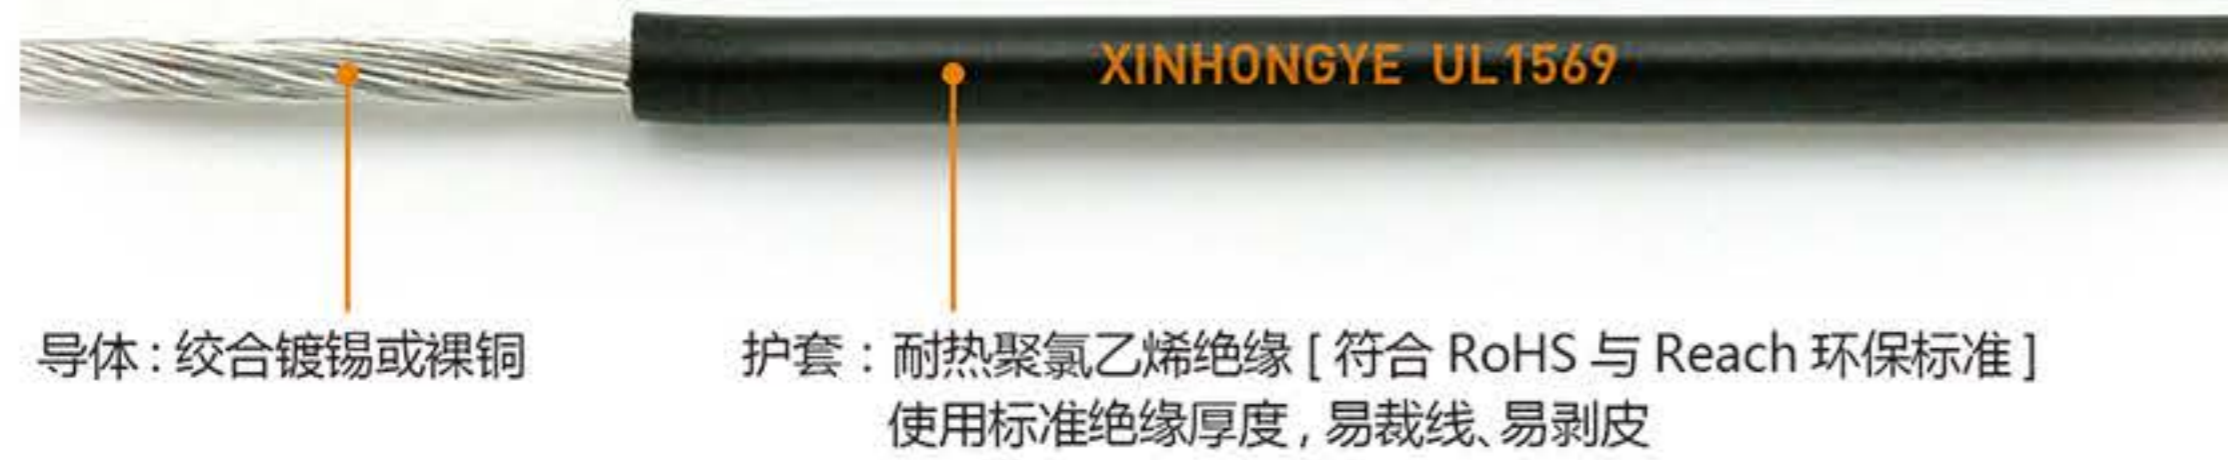 XINHONGYE UL1569
导体：绞合镀锡或裸铜
护套：耐热聚氯乙烯绝缘 [ 符合 RoHS 与 Reach 环保标准 ]
使用标准绝缘厚度，易裁线、易剥皮